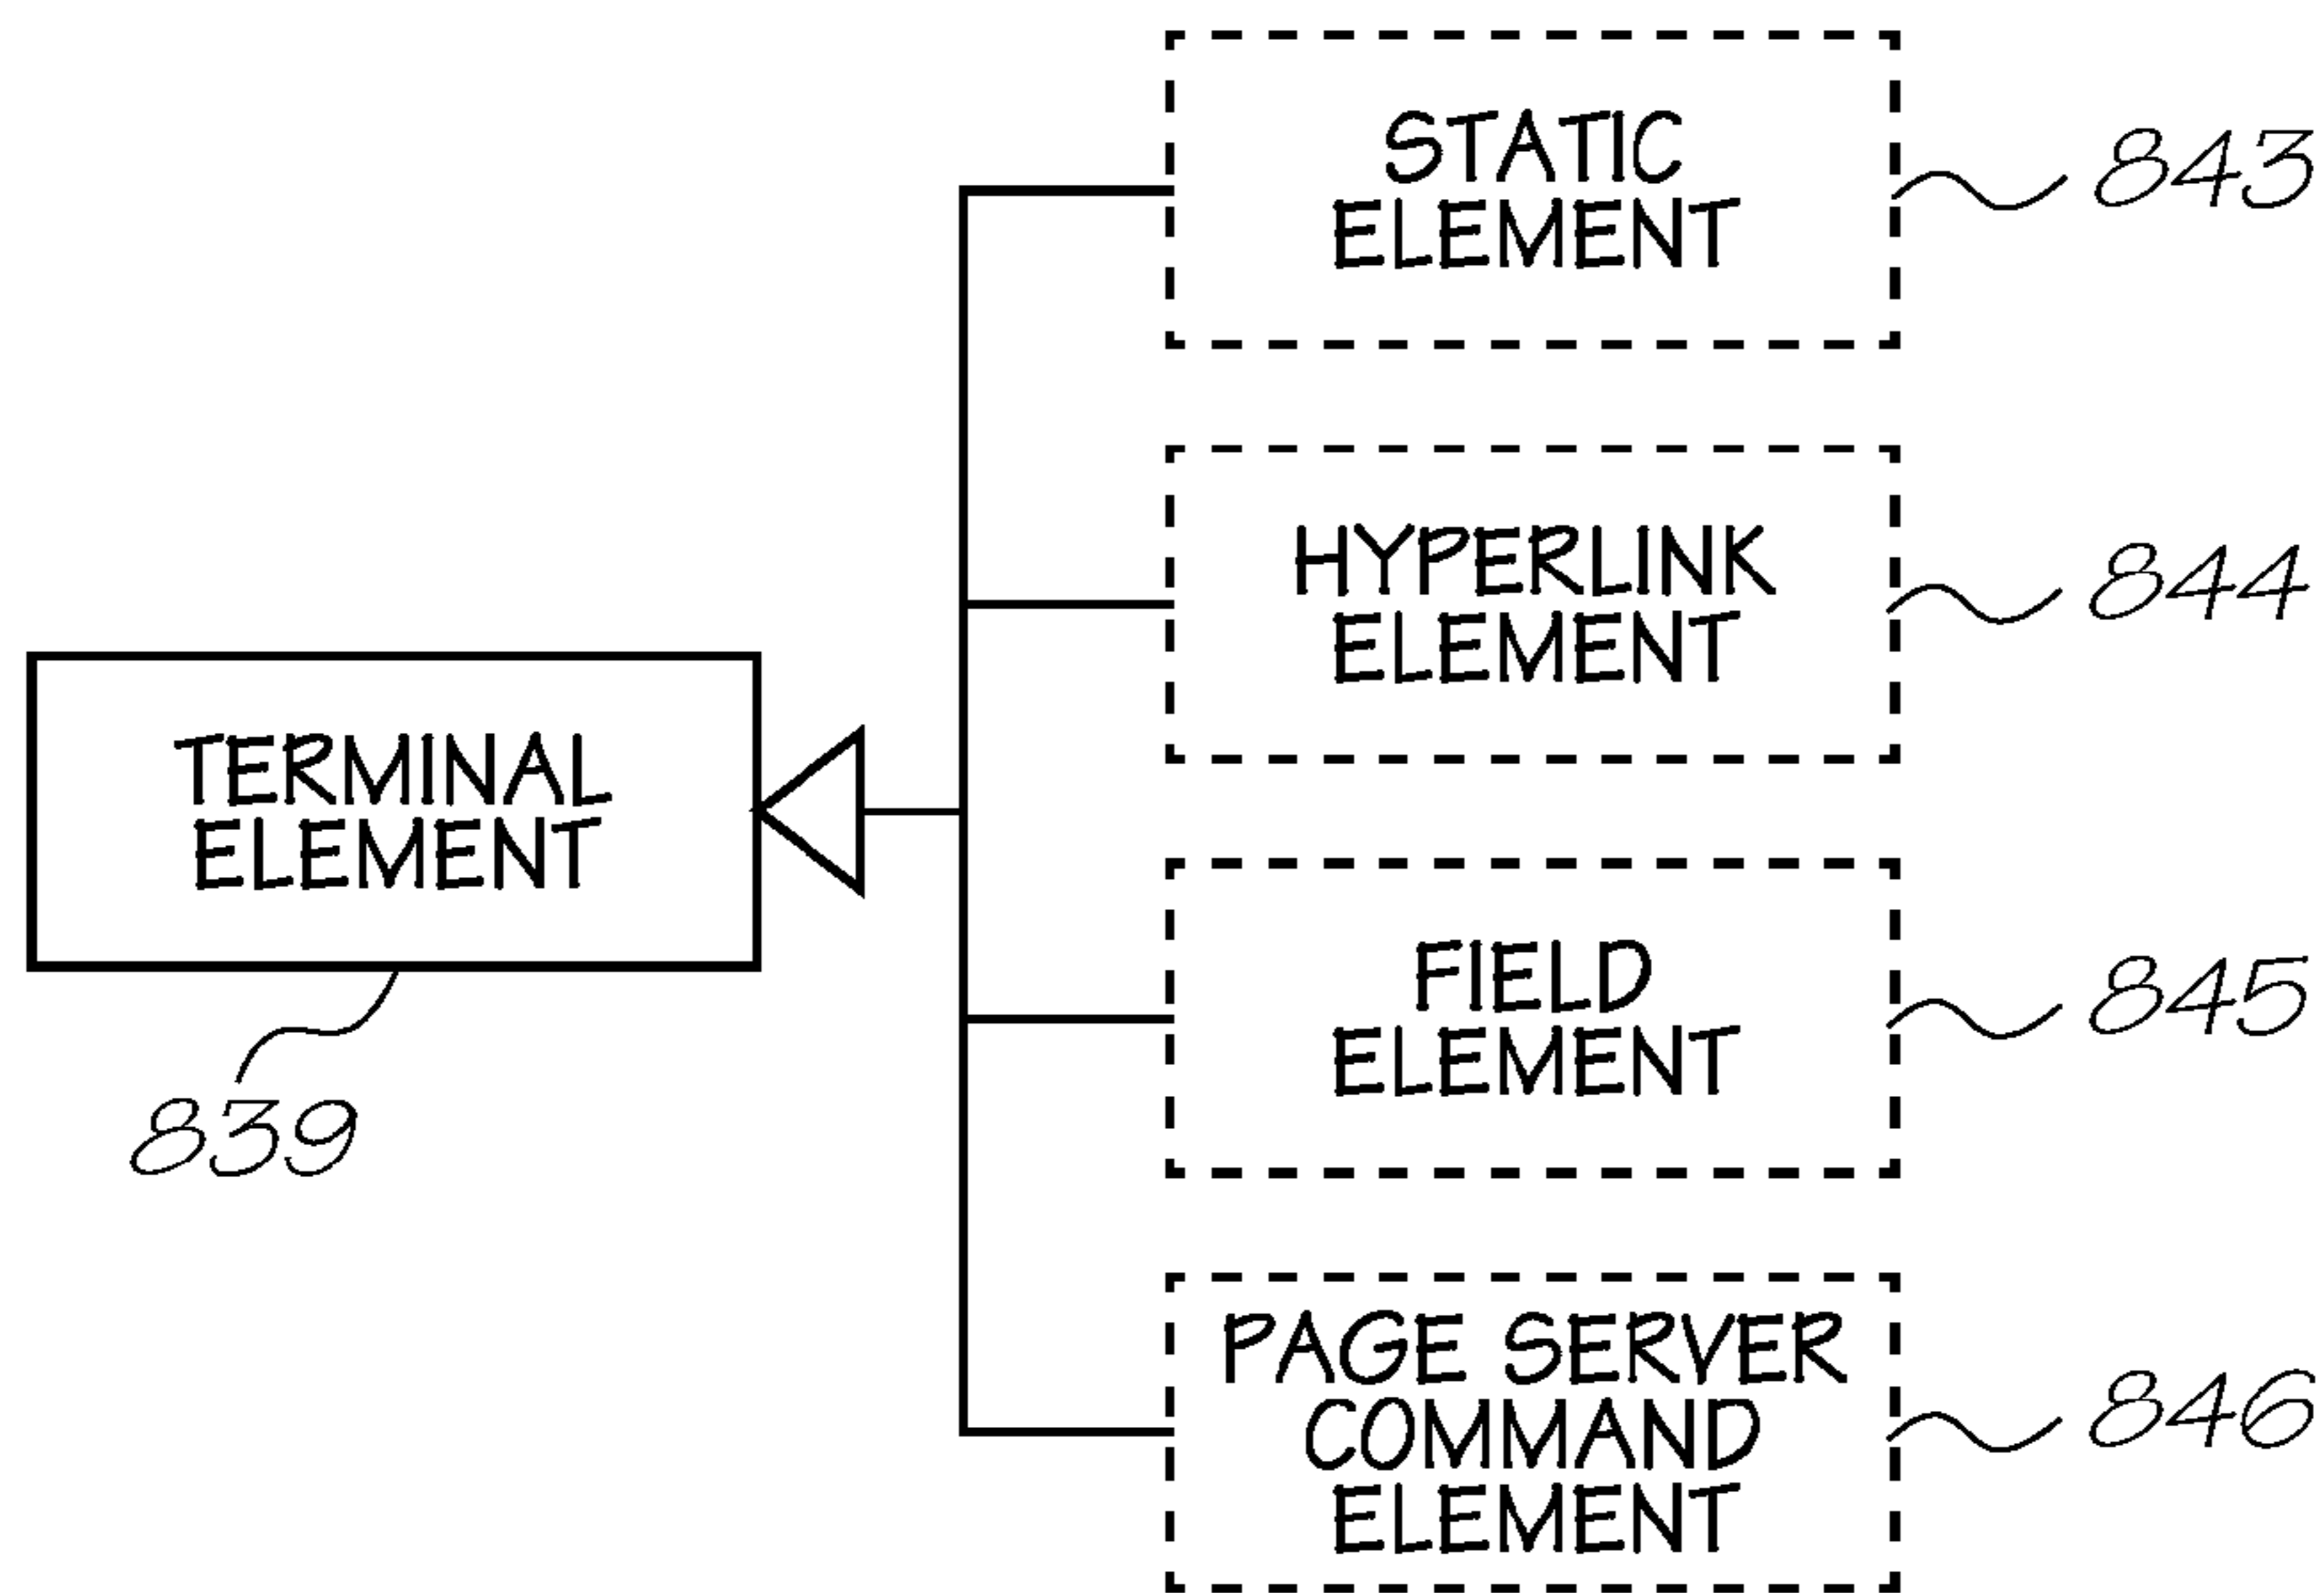 STATIC
ELEMENT
843
HYPERLINK
ELEMENT
844
TERMINAL
ELEMENT
839
FIELD
ELEMENT
845
PAGE SERVER
COMMAND
ELEMENT
846